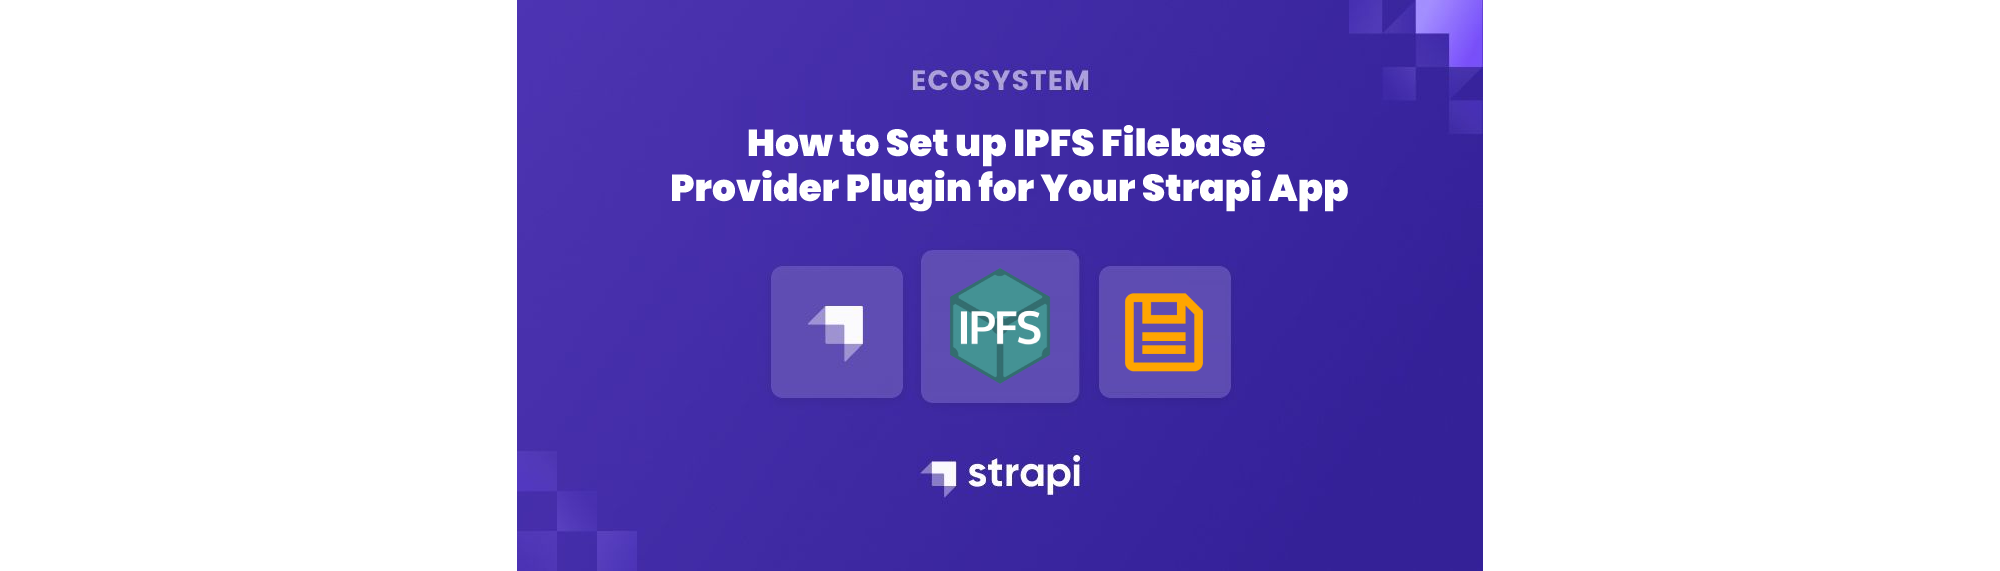 ECOSYSTEM
How to Set up IPFS Filebase
Provider Plugin for Your Strapi App
IPFS
strapi